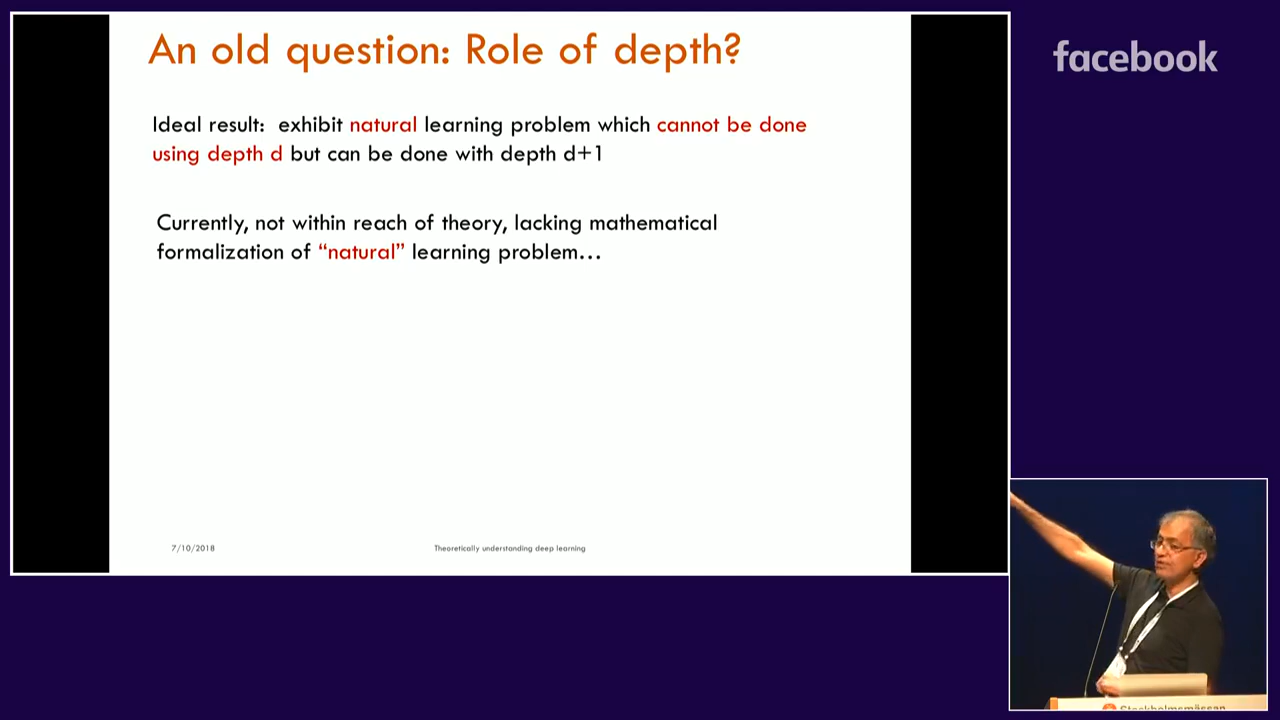 An old question: Role of depth?
facebook
Ideal result: exhibit natural learning problem which cannot be done
using depth d but can be done with depth d+1
Currently, not within reach of theory, lacking mathematical
formalization of “natural” learning problem...
7/10/2018
Theoretically understanding deep learning
Stockholmsmässan